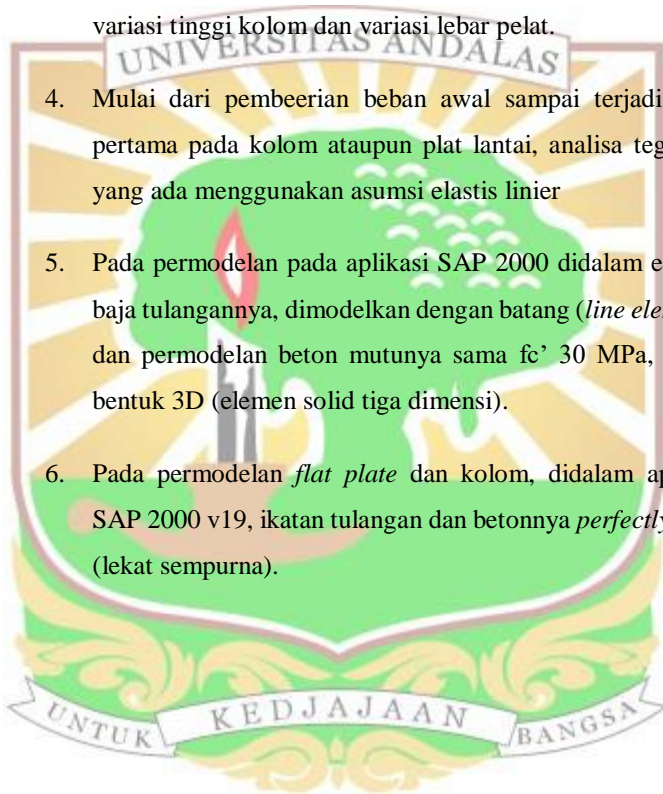 variasi tinggi kolom dan variasi lebar pelat.
UNIVERSITAS ANDALAS
4. Mulai dari pembeerian beban awal sampai terjadi
pertama pada kolom ataupun plat lantai, analisa teg
yang ada menggunakan asumsi elastis linier
5. Pada permodelan pada aplikasi SAP 2000 didalam e
baja tulangannya, dimodelkan dengan batang (line ele
dan permodelan beton mutunya sama fc’ 30 MPa,
bentuk 3D (elemen solid tiga dimensi).
6. Pada permodelan flat plate dan kolom, didalam ap
SAP 2000 v19, ikatan tulangan dan betonnya perfectly
(lekat sempurna).
UNTUK KEDJAJAAN BANGSA